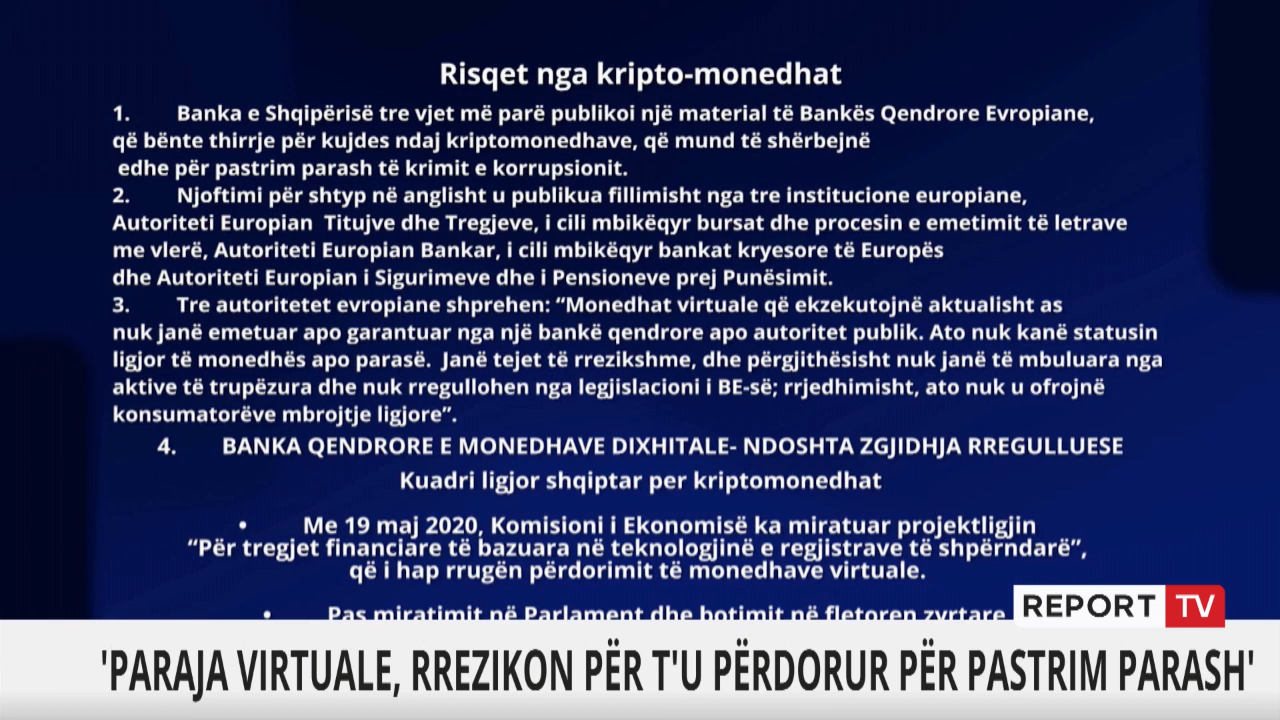 Risqet nga kripto-monedhat
1. Banka e Shqipërisë tre vjet më parë publikoi një material të Bankës Qendrore Evropiane,
që bënte thirrje për kujdes ndaj kriptomonedhave, që mund të shërbejnë
edhe për pastrim parash të krimit e korrupsionit.
2. Njoftimi për shtyp në anglisht u publikua fillimisht nga tre institucione europiane,
Autoriteti Europian Titujve dhe Tregjeve, i cili mbikëqyr bursat dhe procesin e emetimit të letrave
me vlerë, Autoriteti Europian Bankar, i cili mbikëqyr bankat kryesore të Europës
dhe Autoriteti Europian i Sigurimeve dhe i Pensioneve prej Punësimit.
3. Tre autoritetet evropiane shprehen: “Monedhat virtuale që ekzekutojnë aktualisht as
nuk janë emetuar apo garantuar nga një bankë qendrore apo autoritet publik. Ato nuk kanë statusin
ligjor të monedhës apo parasë. Janë tejet të rrezikshme, dhe përgjithësisht nuk janë të mbuluara nga
aktive të trupëzura dhe nuk rregullohen nga legjislacioni i BE-së; rrjedhimisht, ato nuk u ofrojnë
konsumatorëve mbrojtje ligjore”.
4. BANKA QENDRORE E MONEDHAVE DIXHITALE- NDOSHTA ZGJIDHJA RREGULLUESE
Kuadri ligjor shqiptar per kriptomonedhat
• Me 19 maj 2020, Komisioni i Ekonomisë ka miratuar projektligjin
“Për tregjet financiare të bazuara në teknologjinë e regjistrave të shpërndarë”,
që i hap rrugën përdorimit të monedhave virtuale.
• Pas miratimit në Parlament dhe botimit në fletoren zyrtare
REPORT TV
'PARAJA VIRTUALE, RREZIKON PËR T'U PËRDORUR PËR PASTRIM PARASH'